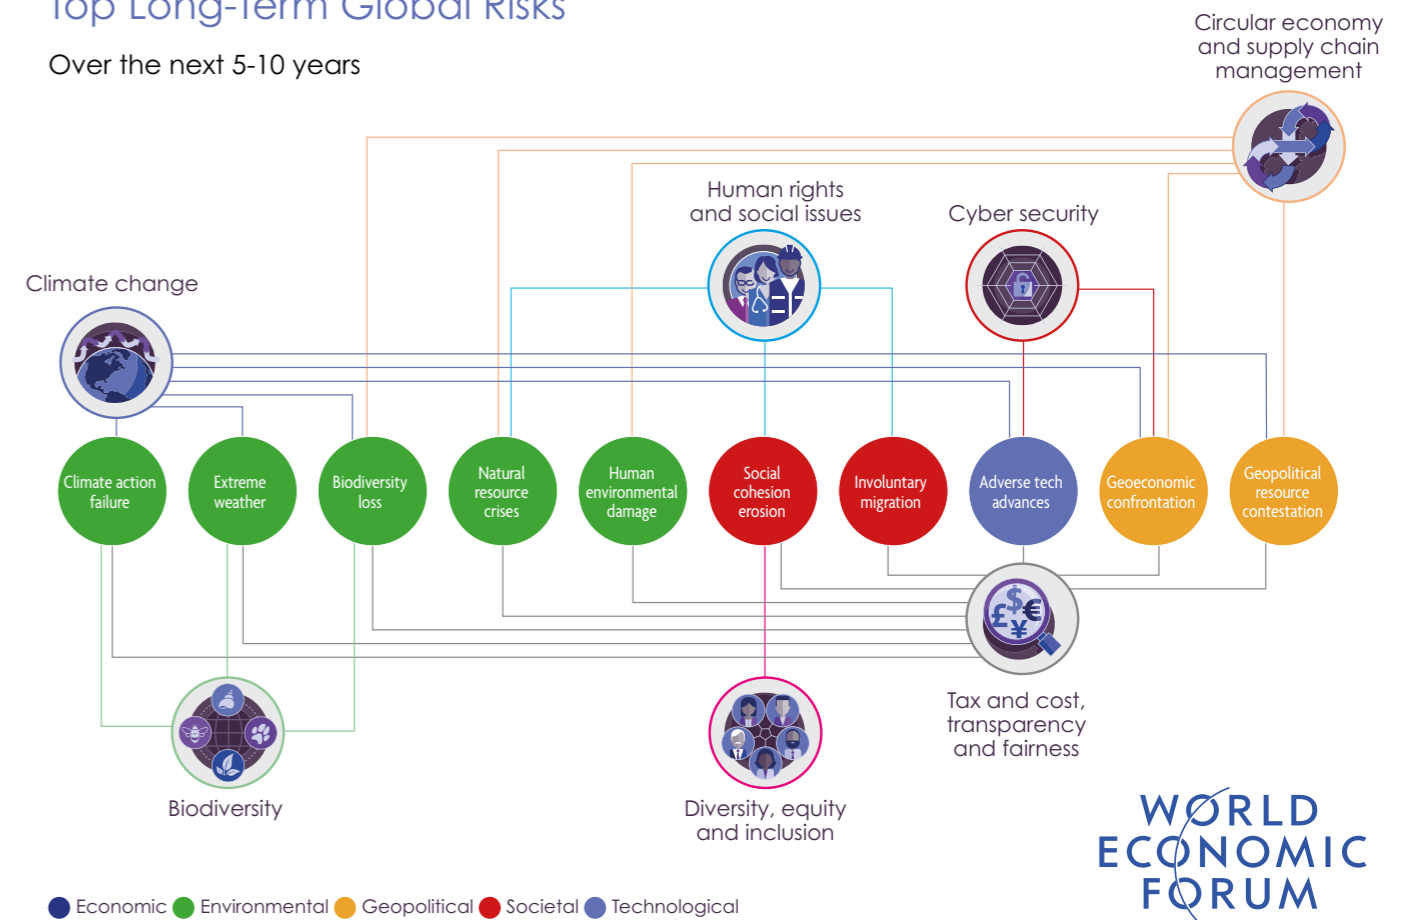 Top Long-Term Global Risks
Over the next 5-10 years
Circular economy
and supply chain
management
Human rights
and social issues
Cyber security
Climate change
Climate action
failure
Extreme
weather
Biodiversity
loss
Natural
resource
crises
Human
environmental
damage
Social
cohesion
erosion
Involuntary
migration
Adverse tech
advances
Geoeconomic
confrontation
Geopolitical
resource
contestation
$
£ €
¥
Tax and cost,
transparency
and fairness
Biodiversity
Diversity, equity
and inclusion
WORLD
ECONOMIC
FORUM
Economic Environmental Geopolitical Societal Technological